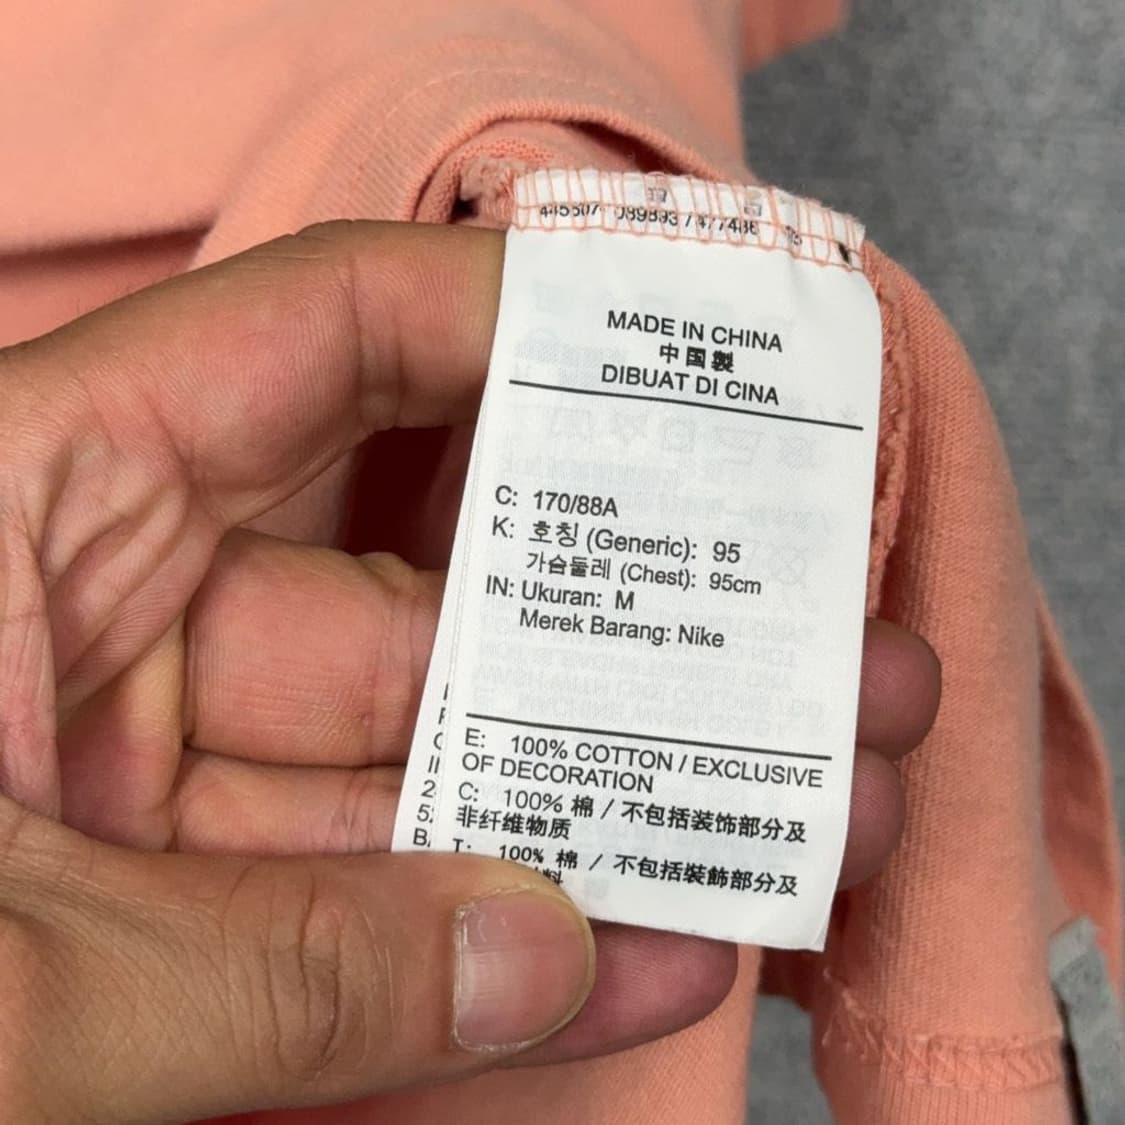 MADE IN CHINA
中国製
DIBUAT DI CINA
C: 170/88A
K: 호칭 (Generic): 95
가슴둘레 (Chest): 95cm
IN: Ukuran: M
Merek Barang: Nike
E: 100% COTTON / EXCLUSIVE
OF DECORATION
C: 100% 棉 / 不包括装饰部分及
非纤维物质
T: 100% 棉 / 不包括裝飾部分及
料